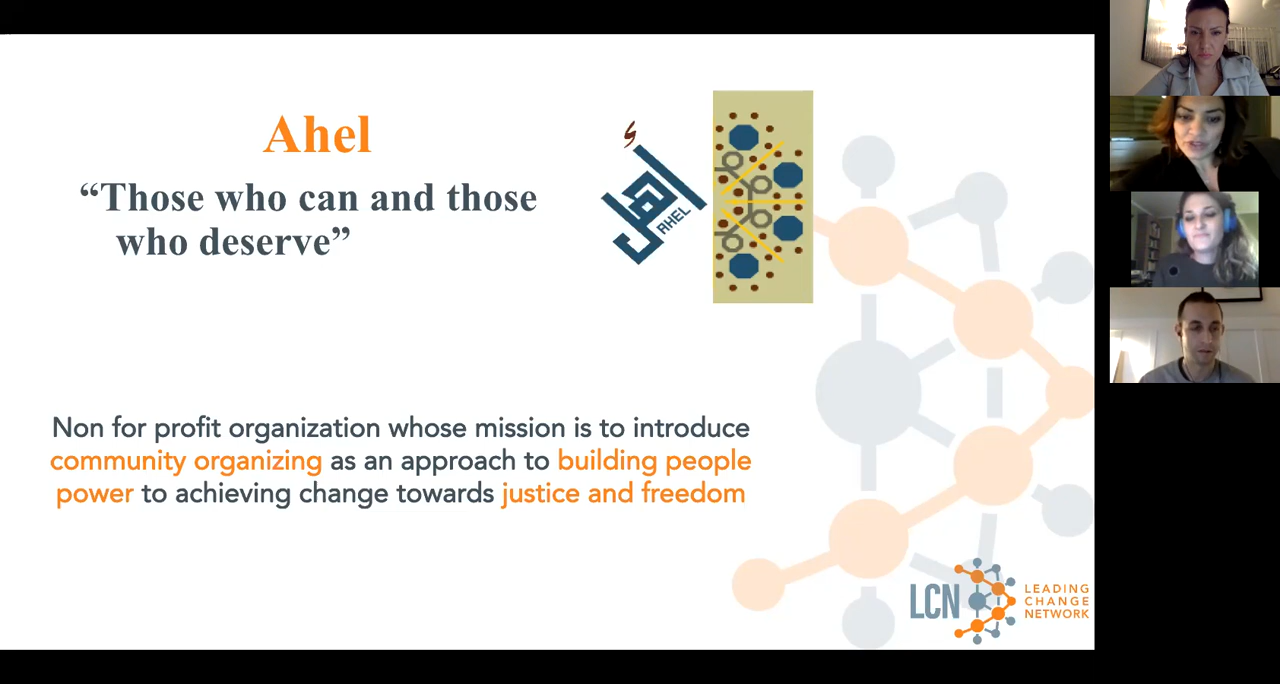 Ahel
“Those who can and those
who deserve”
أهل
AHEL
Non for profit organization whose mission is to introduce
community organizing as an approach to building people
power to achieving change towards justice and freedom
LCN
LEADING
CHANGE
NETWORK